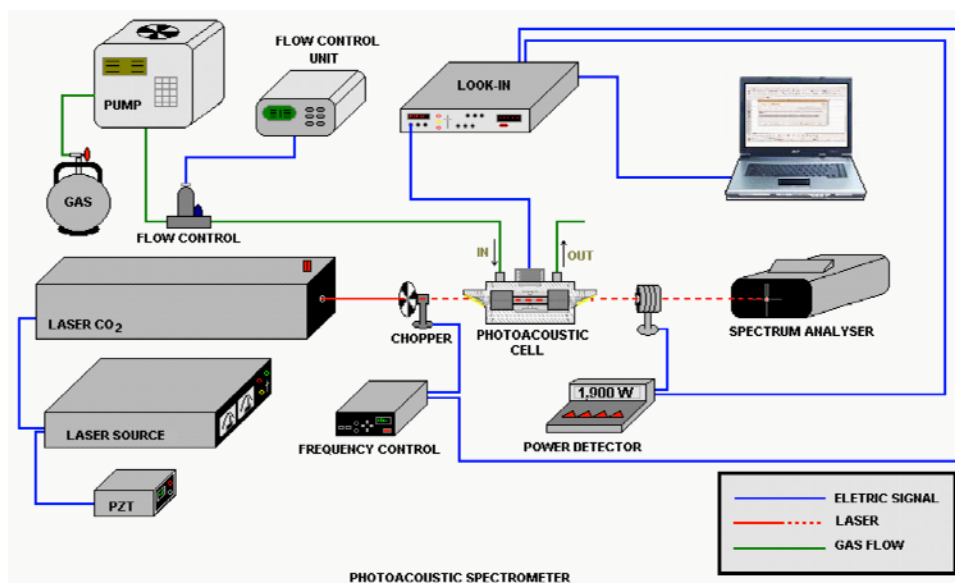 FLOW CONTROL
UNIT
PUMP
LOOK-IN
GAS
FLOW CONTROL
IN
OUT
LASER CO2
CHOPPER
PHOTOACOUSTIC
CELL
SPECTRUM ANALYSER
1,900 W
LASER SOURCE
FREQUENCY CONTROL
POWER DETECTOR
PZT
ELETRIC SIGNAL
LASER
GAS FLOW
PHOTOACOUSTIC SPECTROMETER